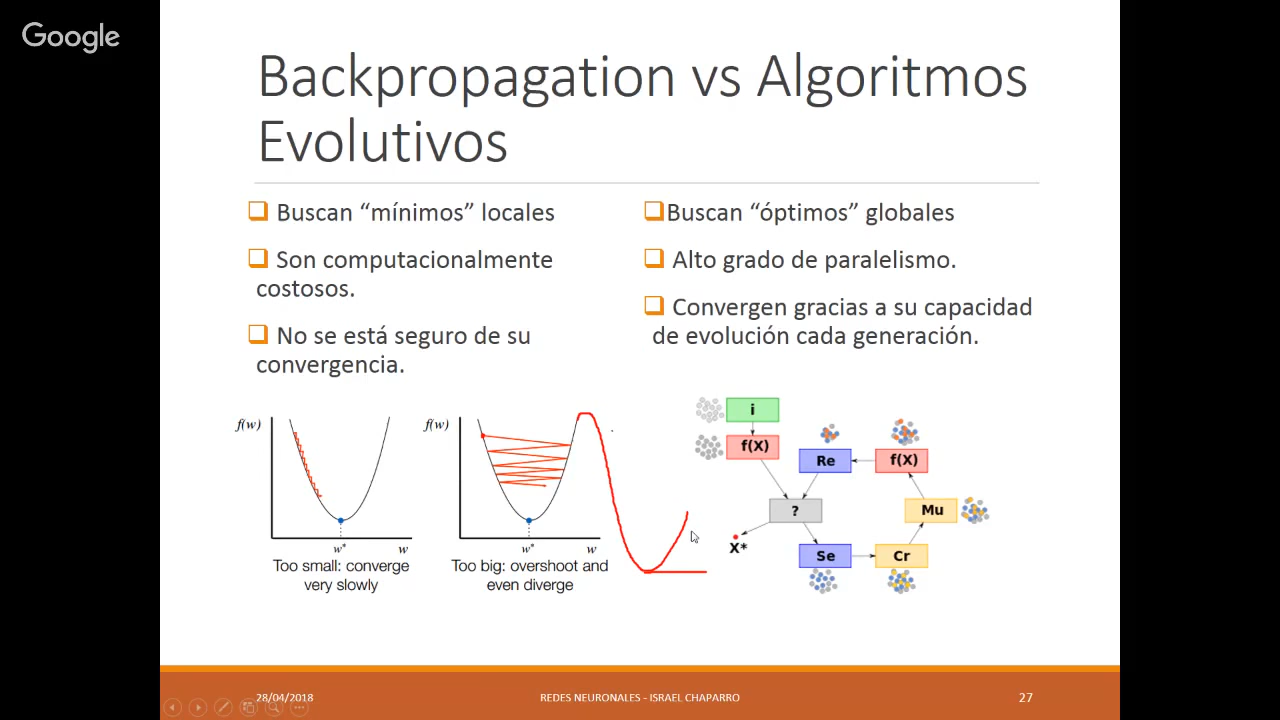 Google
Backpropagation vs Algoritmos
Evolutivos
Buscan “mínimos” locales
Son computacionalmente
costosos.
No se está seguro de su
convergencia.
Buscan “óptimos” globales
Alto grado de paralelismo.
Convergen gracias a su capacidad
de evolución cada generación.
f(w)
w*
w
Too small: converge
very slowly
f(w)
w*
w
Too big: overshoot and
even diverge
i
f(X)
Re
f(X)
?
Mu
X*
Se
Cr
28/04/2018
REDES NEURONALES - ISRAEL CHAPARRO
27